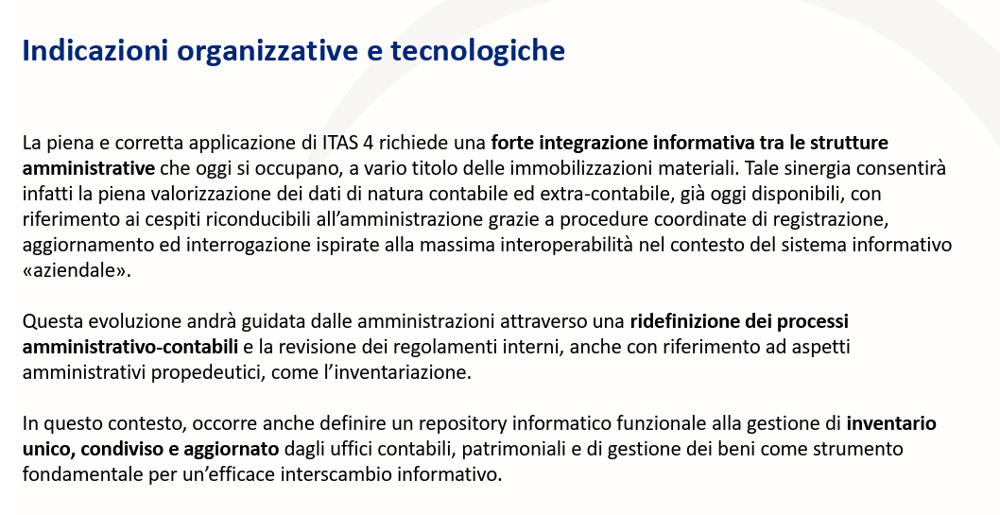 Indicazioni organizzative e tecnologiche
La piena e corretta applicazione di ITAS 4 richiede una forte integrazione informativa tra le strutture
amministrative che oggi si occupano, a vario titolo delle immobilizzazioni materiali. Tale sinergia consentirà
infatti la piena valorizzazione dei dati di natura contabile ed extra-contabile, già oggi disponibili, con
riferimento ai cespiti riconducibili all’amministrazione grazie a procedure coordinate di registrazione,
aggiornamento ed interrogazione ispirate alla massima interoperabilità nel contesto del sistema informativo
«aziendale».
Questa evoluzione andrà guidata dalle amministrazioni attraverso una ridefinizione dei processi
amministrativo-contabili e la revisione dei regolamenti interni, anche con riferimento ad aspetti
amministrativi propedeutici, come l’inventariazione.
In questo contesto, occorre anche definire un repository informatico funzionale alla gestione di inventario
unico, condiviso e aggiornato dagli uffici contabili, patrimoniali e di gestione dei beni come strumento
fondamentale per un’efficace interscambio informativo.